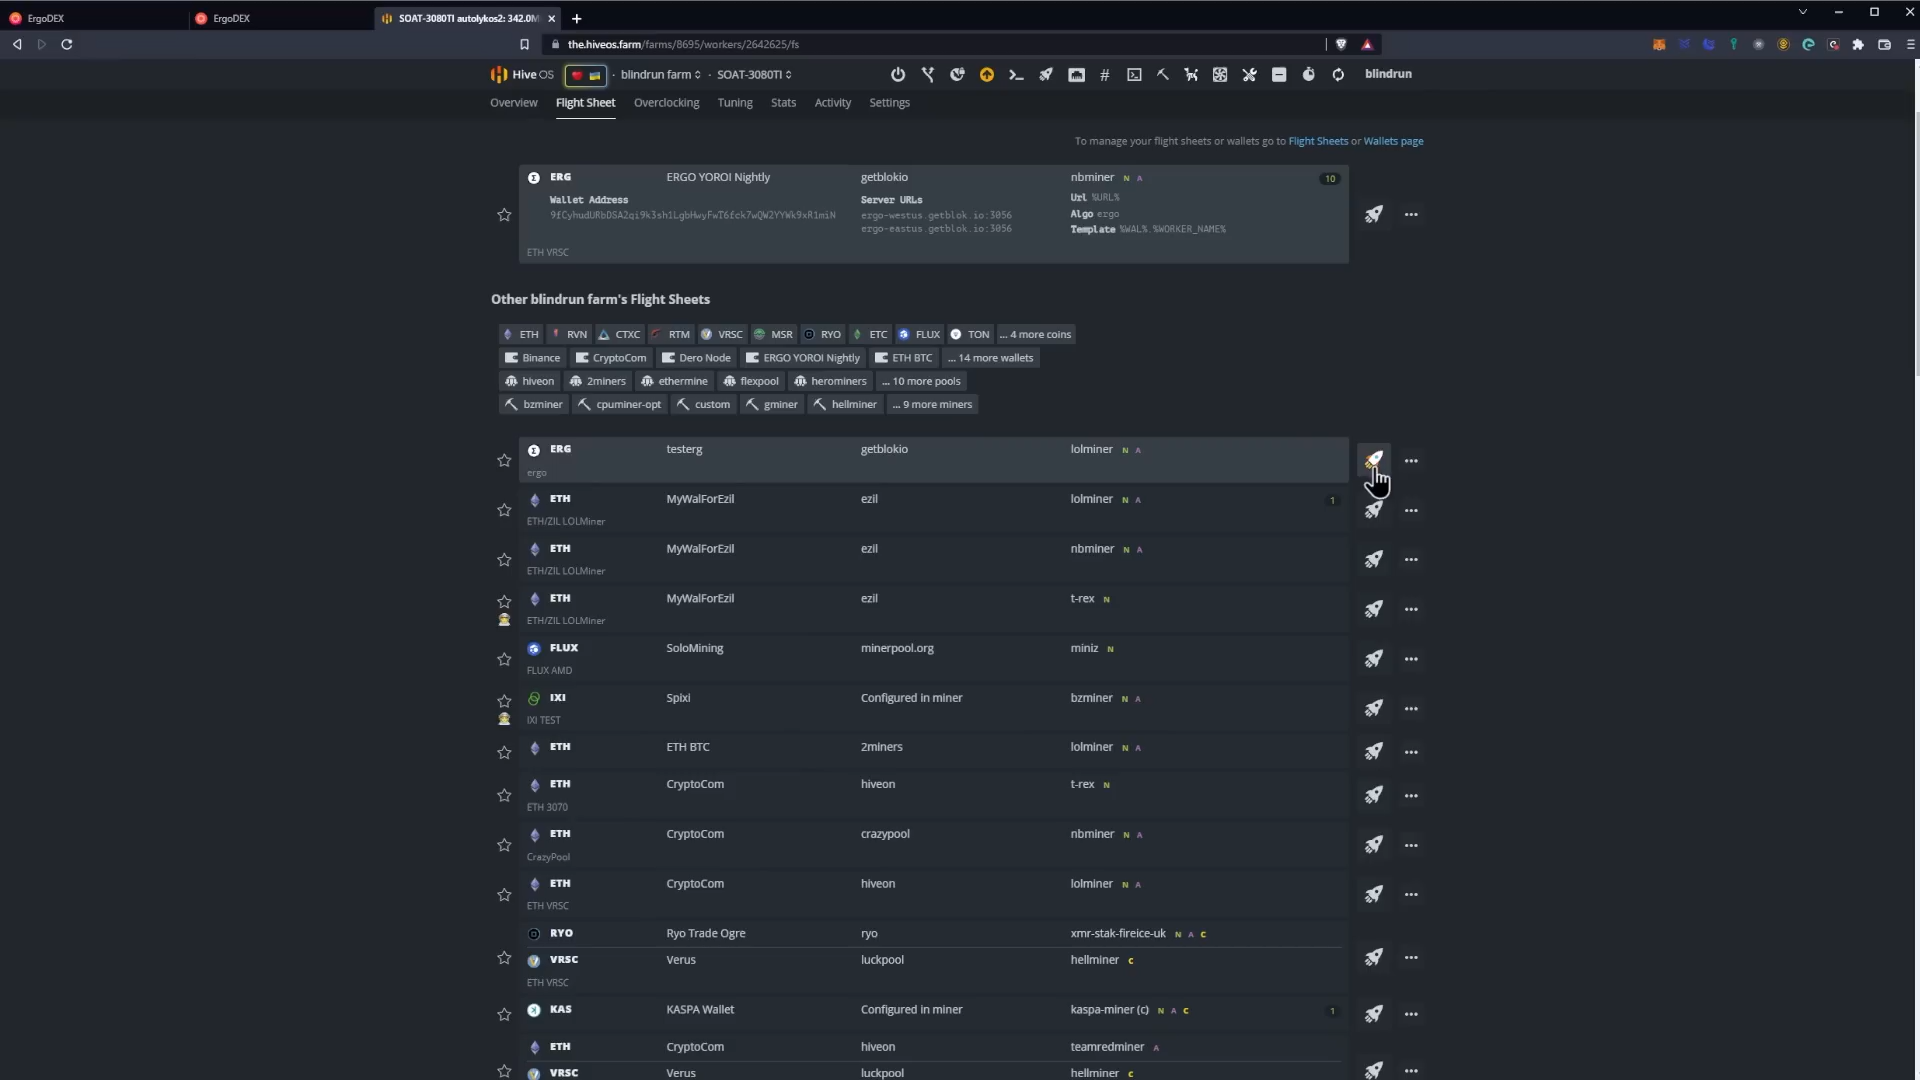 ErgoDEX
ErgoDEX
SOAT-3080TI autolykos2: 342.0M
the.hiveos.farm/farms/8695/workers/2642625/fs
Hive OS
· blindrun farm
· SOAT-3080TI
blindrun
Overview
Flight Sheet
Overclocking
Tuning
Stats
Activity
Settings
To manage your flight sheets or wallets go to Flight Sheets or Wallets page
ERG ERGO YOROI Nightly getblokio nbminer N A 10
Wallet Address Server URLs Url %URL%
9fCyhudURbDSA2qi9k3sh1LgbHwyFwT6fck7wQW2YYWk9xR1miN ergo-westus.getblok.io:3056 Algo ergo
ergo-eastus.getblok.io:3056 Template %WAL%.%WORKER_NAME%
ETH VRSC
Other blindrun farm's Flight Sheets
ETH RVN CTXC RTM VRSC MSR RYO ETC FLUX TON ... 4 more coins
Binance CryptoCom Dero Node ERGO YOROI Nightly ETH BTC ... 14 more wallets
hiveon 2miners ethermine flexpool herominers ... 10 more pools
bzminer cpuminer-opt custom gminer hellminer ... 9 more miners
ERG testerg getblokio lolminer N A
ergo
ETH MyWalForEzil ezil lolminer N A 1
ETH/ZIL LOLMiner
ETH MyWalForEzil ezil nbminer N A
ETH/ZIL LOLMiner
ETH MyWalForEzil ezil t-rex N
ETH/ZIL LOLMiner
FLUX SoloMining minerpool.org miniz N
FLUX AMD
IXI Spixi Configured in miner bzminer N A
IXI TEST
ETH ETH BTC 2miners lolminer N A
ETH CryptoCom hiveon t-rex N
ETH 3070
ETH CryptoCom crazypool nbminer N A
CrazyPool
ETH CryptoCom hiveon lolminer N A
ETH VRSC
RYO Ryo Trade Ogre ryo xmr-stak-fireice-uk N A C
VRSC Verus luckpool hellminer C
ETH VRSC
KAS KASPA Wallet Configured in miner kaspa-miner (c) N A C 1
ETH CryptoCom hiveon teamredminer A
VRSC Verus luckpool hellminer C